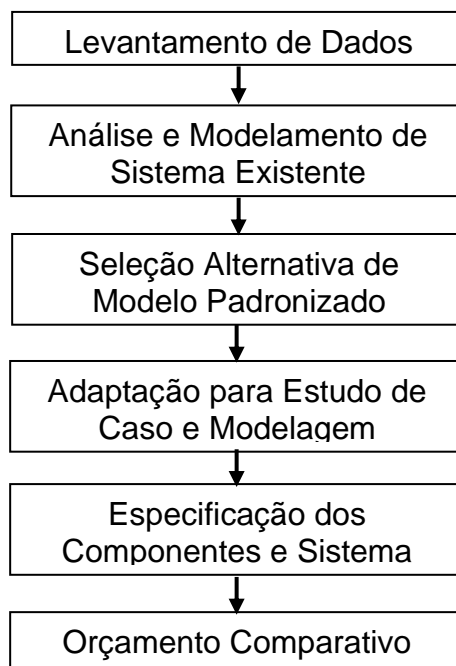 Levantamento de Dados
Análise e Modelamento de
Sistema Existente
Seleção Alternativa de
Modelo Padronizado
Adaptação para Estudo de
Caso e Modelagem
Especificação dos
Componentes e Sistema
Orçamento Comparativo